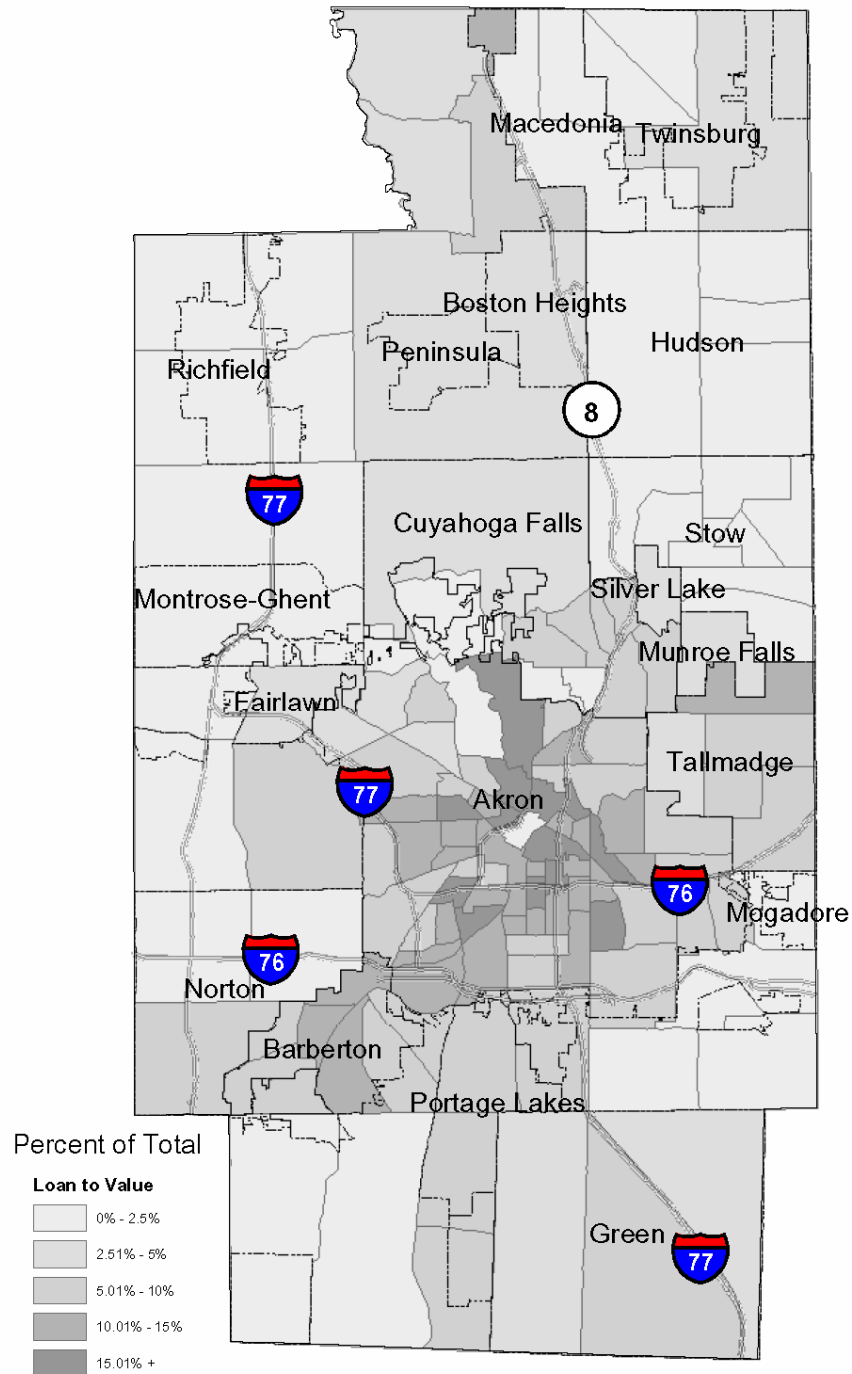 Macedonia
Twinsburg
Boston Heights
Peninsula
Hudson
Richfield
8
77
Cuyahoga Falls
Stow
Montrose-Ghent
Silver Lake
Munroe Falls
Fairlawn
Tallmadge
77
Akron
76
Mogadore
76
Norton
Barberton
Portage Lakes
Percent of Total
Loan to Value
0% - 2.5%
2.51% - 5%
5.01% - 10%
10.01% - 15%
15.01% +
Green
77